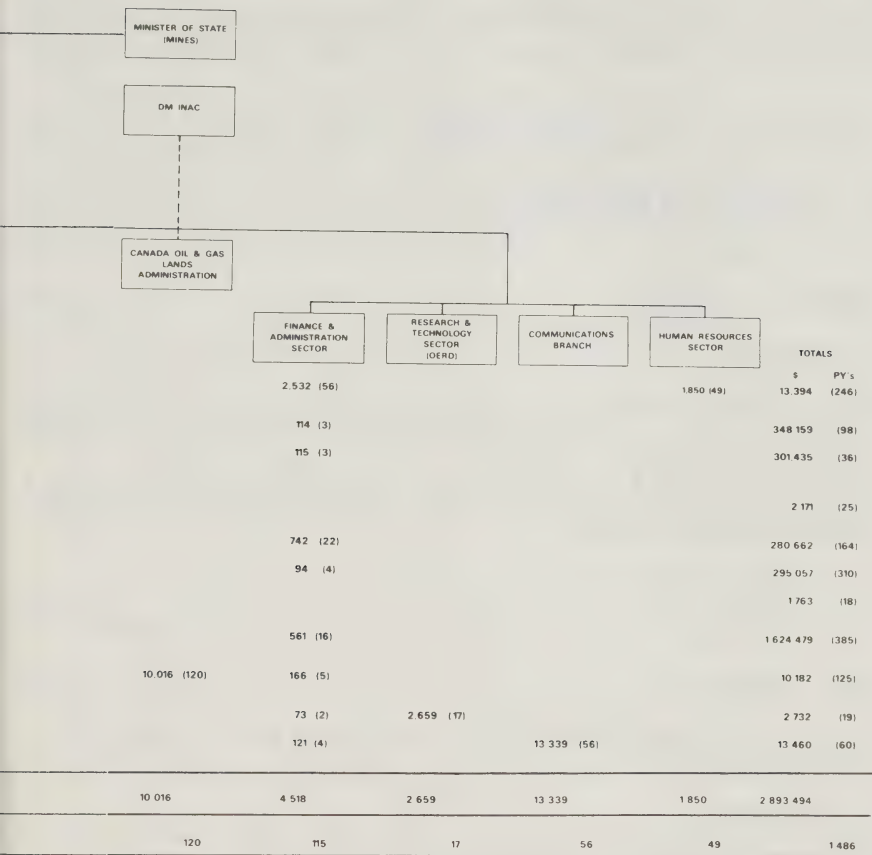 MINISTER OF STATE
(MINES)
DM INAC
CANADA OIL & GAS
LANDS
ADMINISTRATION
FINANCE &
ADMINISTRATION
SECTOR
RESEARCH &
TECHNOLOGY
SECTOR
(OERD)
COMMUNICATIONS
BRANCH
HUMAN RESOURCES
SECTOR
TOTALS
$ PY's
2.532 (56) 1.850 (49) 13.394 (246)
114 (3) 348 159 (98)
115 (3) 301.435 (36)
2 171 (25)
742 (22) 280 662 (164)
94 (4) 295 057 (310)
1 763 (18)
561 (16) 1 624 479 (385)
10.016 (120) 166 (5) 10 182 (125)
73 (2) 2.659 (17) 2 732 (19)
121 (4) 13 339 (56) 13 460 (60)
10 016 4 518 2 659 13 339 1 850 2 893 494
120 115 17 56 49 1 486